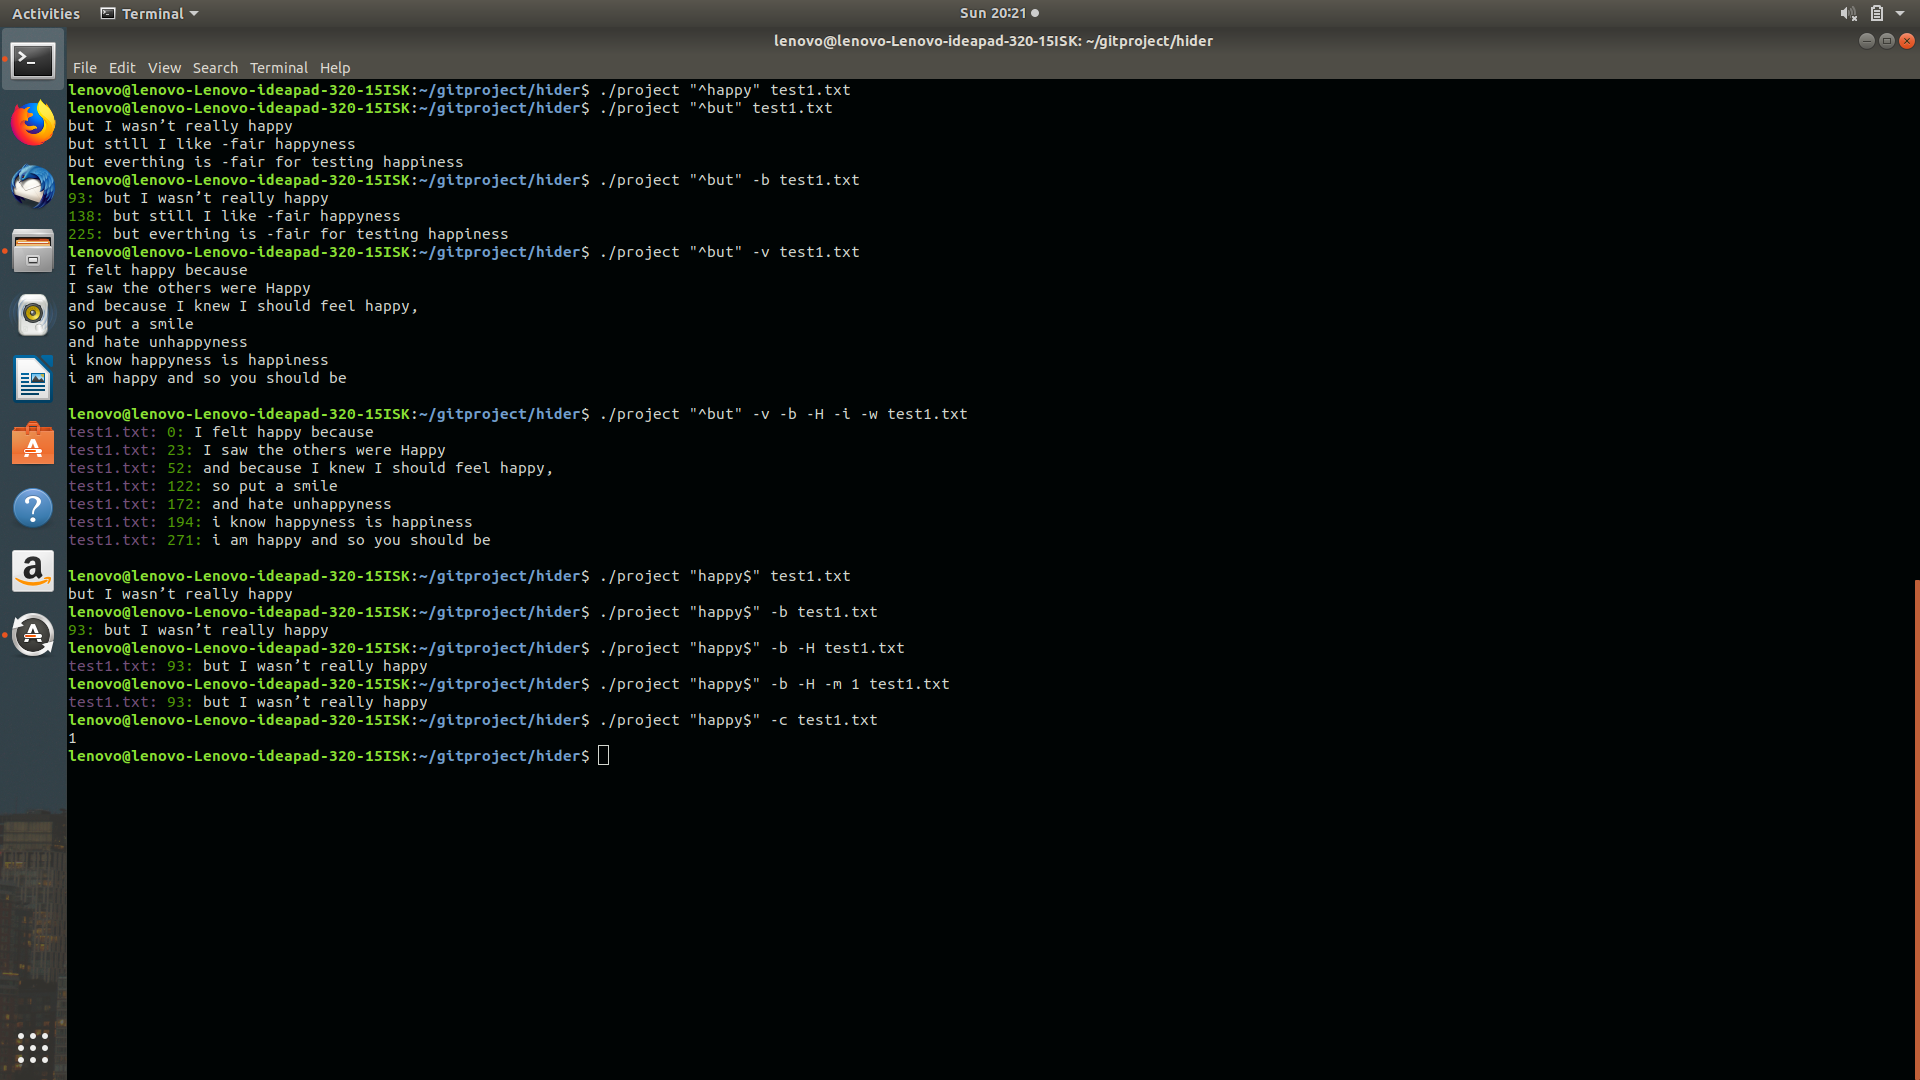 Activities
Terminal
Sun 20:21
lenovo@lenovo-Lenovo-ideapad-320-15ISK: ~/gitproject/hider
File Edit View Search Terminal Help
lenovo@lenovo-Lenovo-ideapad-320-15ISK:~/gitproject/hider$ ./project "^happy" test1.txt
lenovo@lenovo-Lenovo-ideapad-320-15ISK:~/gitproject/hider$ ./project "^but" test1.txt
but I wasn’t really happy
but still I like -fair happyness
but everthing is -fair for testing happiness
lenovo@lenovo-Lenovo-ideapad-320-15ISK:~/gitproject/hider$ ./project "^but" -b test1.txt
93: but I wasn’t really happy
138: but still I like -fair happyness
225: but everthing is -fair for testing happiness
lenovo@lenovo-Lenovo-ideapad-320-15ISK:~/gitproject/hider$ ./project "^but" -v test1.txt
I felt happy because
I saw the others were Happy
and because I knew I should feel happy,
so put a smile
and hate unhappyness
i know happyness is happiness
i am happy and so you should be
lenovo@lenovo-Lenovo-ideapad-320-15ISK:~/gitproject/hider$ ./project "^but" -v -b -H -i -w test1.txt
test1.txt: 0: I felt happy because
test1.txt: 23: I saw the others were Happy
test1.txt: 52: and because I knew I should feel happy,
test1.txt: 122: so put a smile
test1.txt: 172: and hate unhappyness
test1.txt: 194: i know happyness is happiness
test1.txt: 271: i am happy and so you should be
lenovo@lenovo-Lenovo-ideapad-320-15ISK:~/gitproject/hider$ ./project "happy$" test1.txt
but I wasn’t really happy
lenovo@lenovo-Lenovo-ideapad-320-15ISK:~/gitproject/hider$ ./project "happy$" -b test1.txt
93: but I wasn’t really happy
lenovo@lenovo-Lenovo-ideapad-320-15ISK:~/gitproject/hider$ ./project "happy$" -b -H test1.txt
test1.txt: 93: but I wasn’t really happy
lenovo@lenovo-Lenovo-ideapad-320-15ISK:~/gitproject/hider$ ./project "happy$" -b -H -m 1 test1.txt
test1.txt: 93: but I wasn’t really happy
lenovo@lenovo-Lenovo-ideapad-320-15ISK:~/gitproject/hider$ ./project "happy$" -c test1.txt
1
lenovo@lenovo-Lenovo-ideapad-320-15ISK:~/gitproject/hider$